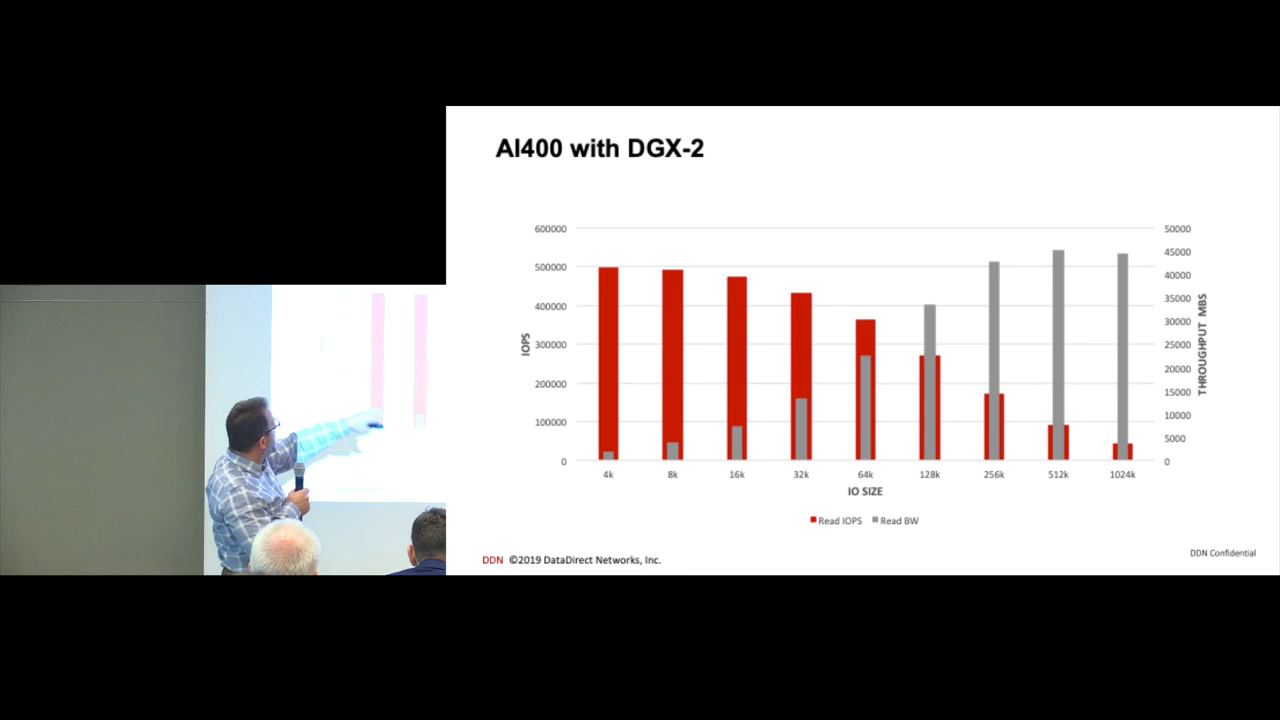 AI400 with DGX-2
600000
500000
400000
300000
200000
100000
0
IOPS
50000
45000
40000
35000
30000
25000
20000
15000
10000
5000
0
THROUGHPUT MBS
4k 8k 16k 32k 64k 128k 256k 512k 1024k
IO SIZE
Read IOPS Read BW
DDN ©2019 DataDirect Networks, Inc.
DDN Confidential